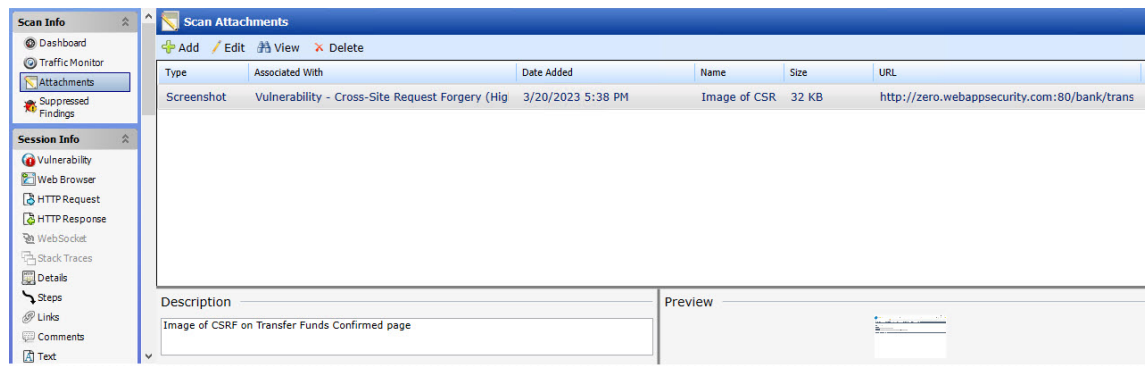 Scan Info
Dashboard
Traffic Monitor
Attachments
Suppressed
Findings
Session Info
Vulnerability
Web Browser
HTTP Request
HTTP Response
WebSocket
Stack Traces
Details
Steps
Links
Comments
Text
Scan Attachments
Add Edit View Delete
Type Associated With Date Added Name Size URL
Screenshot Vulnerability - Cross-Site Request Forgery (Hig 3/20/2023 5:38 PM Image of CSR 32 KB http://zero.webappsecurity.com:80/bank/trans
Description
Image of CSRF on Transfer Funds Confirmed page
Preview